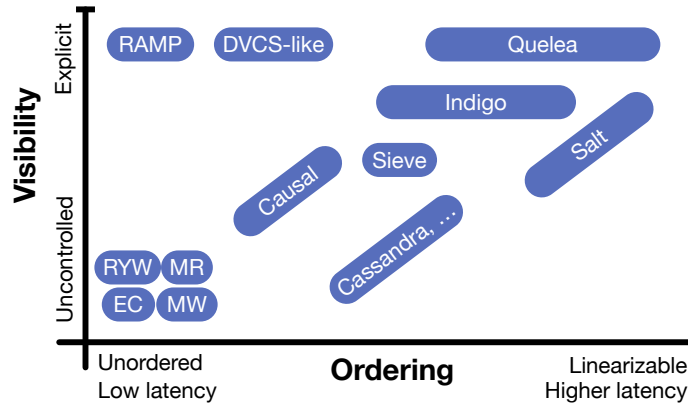 Visibility
Explicit
Uncontrolled
RAMP
DVCS-like
Quelea
Indigo
Salt
Sieve
Causal
Cassandra, ...
RYW
MR
EC
MW
Unordered
Low latency
Ordering
Linearizable
Higher latency